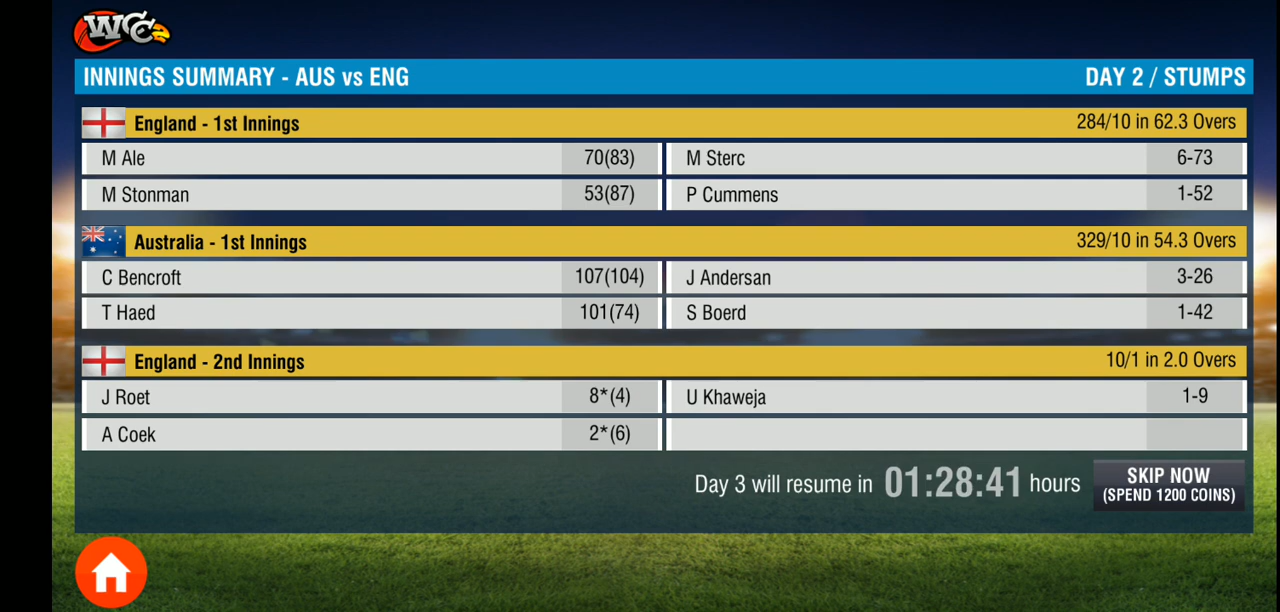 WCC
INNINGS SUMMARY - AUS vs ENG DAY 2 / STUMPS
England - 1st Innings 284/10 in 62.3 Overs
M Ale 70(83) M Sterc 6-73
M Stonman 53(87) P Cummens 1-52
Australia - 1st Innings 329/10 in 54.3 Overs
C Bencroft 107(104) J Andersan 3-26
T Haed 101(74) S Boerd 1-42
England - 2nd Innings 10/1 in 2.0 Overs
J Roet 8*(4) U Khaweja 1-9
A Coek 2*(6)
Day 3 will resume in 01:28:41 hours
SKIP NOW
(SPEND 1200 COINS)